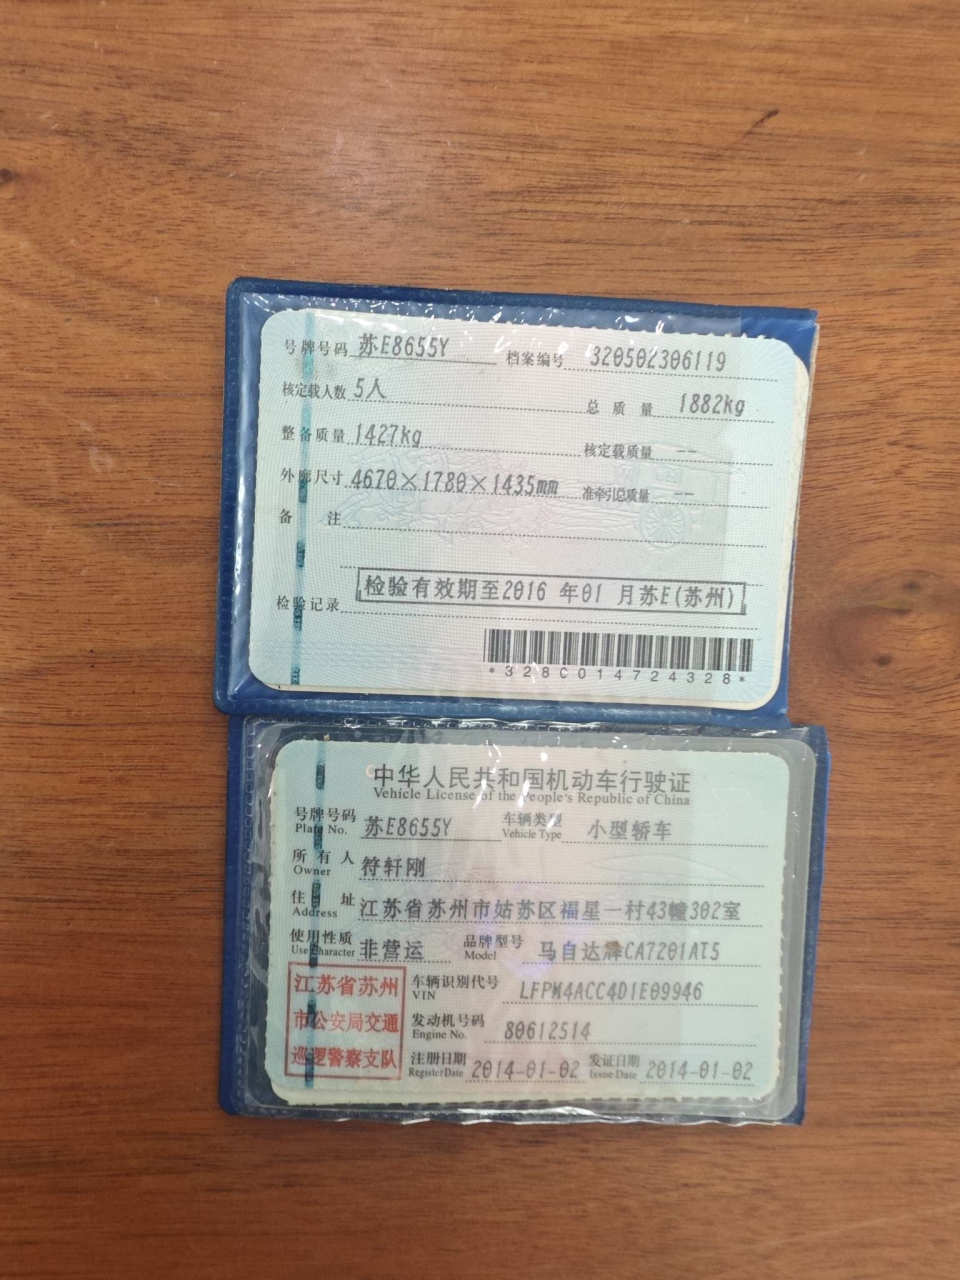 号牌号码 苏E8655Y 档案编号 320502306119
核定载人数 5人 总质量 1882kg
整备质量 1427kg 核定载质量 --
外廓尺寸 4670×1780×1435mm 准牵引总质量 --
备注
检验记录 检验有效期至2016 年01 月苏E(苏州)
*328C014724328*
中华人民共和国机动车行驶证
Vehicle License of the People's Republic of China
号牌号码 苏E8655Y 车辆类型 小型轿车
Plate No. Vehicle Type
所有人 符轩刚
Owner
住址 江苏省苏州市姑苏区福星一村43幢302室
Address
使用性质 非营运 品牌型号 马自达牌CA7201AT5
Use Character Model
江苏省苏州
市公安局交通
巡逻警察支队
车辆识别代号 LFPM4ACC4D1E09946
VIN
发动机号码 80612514
Engine No.
注册日期 2014-01-02 发证日期 2014-01-02
Register Date Issue Date